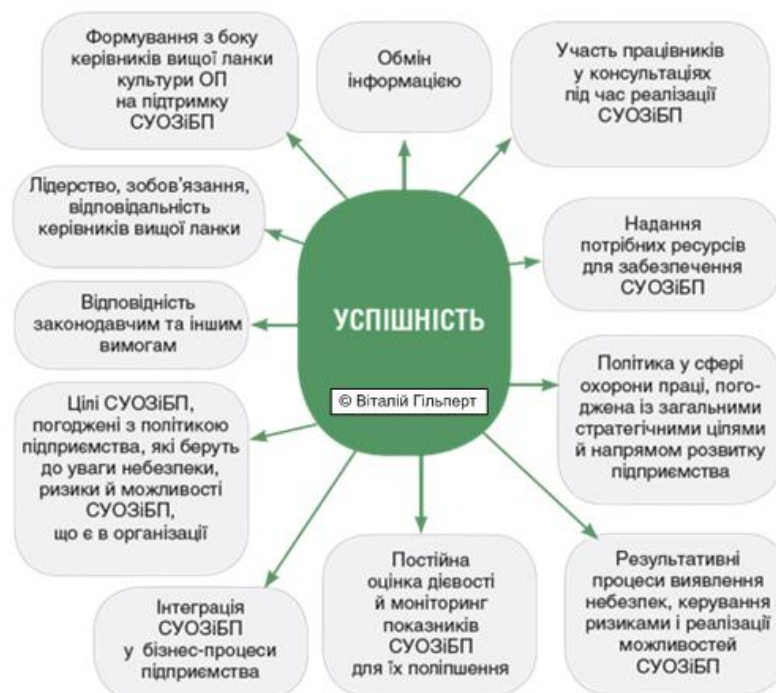 Формування з боку
керівників вищої ланки
культури ОП
на підтримку
СУОЗіБП
Обмін
інформацією
Участь працівників
у консультаціях
під час реалізації
СУОЗіБП
Лідерство, зобов’язання,
відповідальність
керівників вищої ланки
Надання
потрібних ресурсів
для забезпечення
СУОЗіБП
Відповідність
законодавчим та іншим
вимогам
УСПІШНІСТЬ
© Віталій Гільперт
Політика у сфері
охорони праці, пого-
джена із загальними
стратегічними цілями
й напрямом розвитку
підприємства
Цілі СУОЗіБП,
погоджені з політикою
підприємства, які беруть
до уваги небезпеки,
ризики й можливості
СУОЗіБП,
що є в організації
Інтеграція
СУОЗіБП
у бізнес-процеси
підприємства
Постійна
оцінка дієвості
й моніторинг
показників
СУОЗіБП
для їх поліпшення
Результативні
процеси виявлення
небезпек, керування
ризиками і реалізації
можливостей
СУОЗіБП